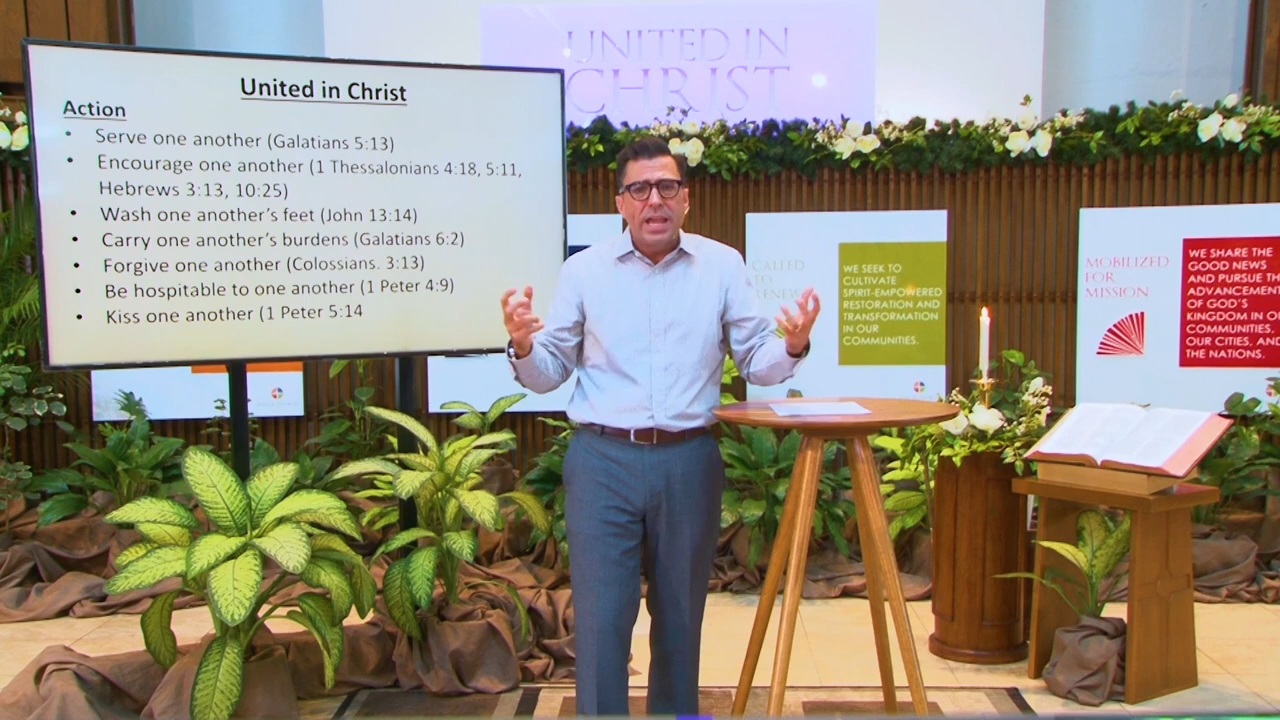 UNITED IN
CHRIST
United in Christ
Action
• Serve one another (Galatians 5:13)
• Encourage one another (1 Thessalonians 4:18, 5:11,
Hebrews 3:13, 10:25)
• Wash one another's feet (John 13:14)
• Carry one another's burdens (Galatians 6:2)
• Forgive one another (Colossians. 3:13)
• Be hospitable to one another (1 Peter 4:9)
• Kiss one another (1 Peter 5:14
CALLED
TO
RENEW
WE SEEK TO
CULTIVATE
SPIRIT-EMPOWERED
RESTORATION AND
TRANSFORMATION
IN OUR
COMMUNITIES.
MOBILIZED
FOR
MISSION
WE SHARE THE
GOOD NEWS
AND PURSUE TH
ADVANCEMENT
OF GOD'S
KINGDOM IN OU
COMMUNITIES,
OUR CITIES, AND
THE NATIONS.